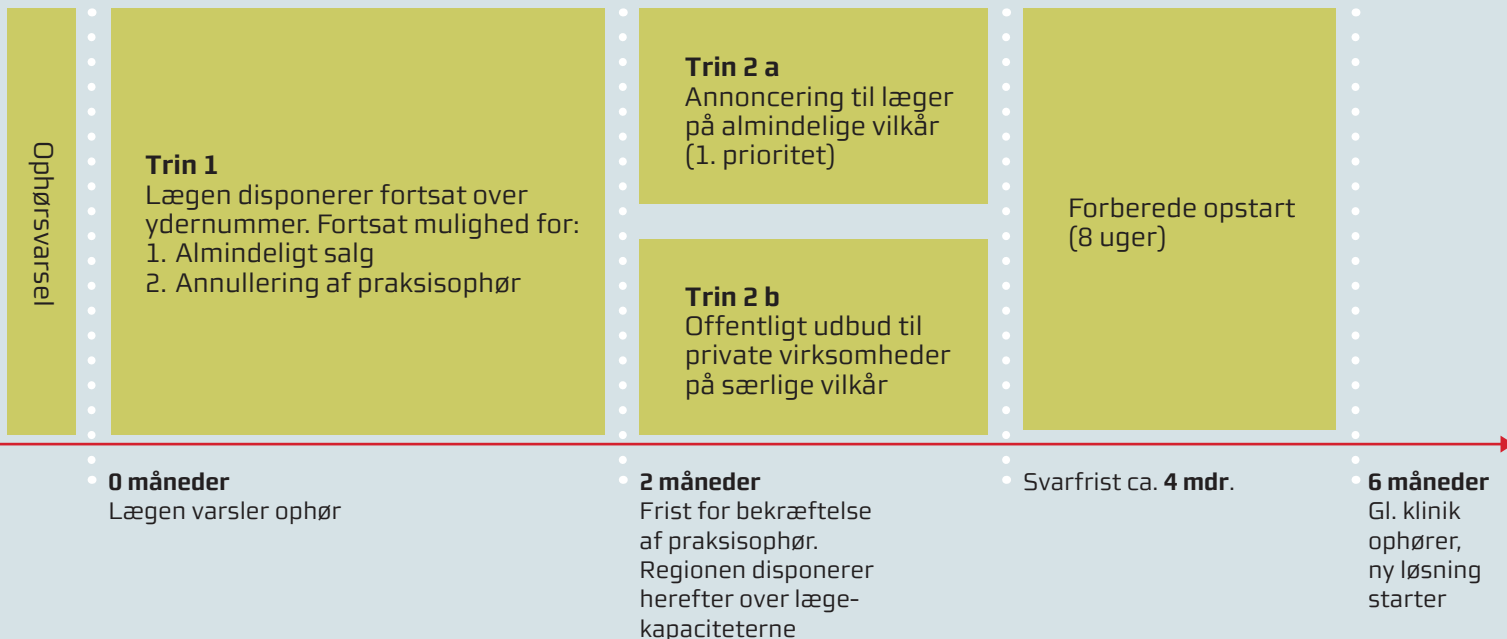 Ophørsvarsel
Trin 1
Lægen disponerer fortsat over
ydernummer. Fortsat mulighed for:
1. Almindeligt salg
2. Annullering af praksisophør
Trin 2 a
Annoncering til læger
på almindelige vilkår
(1. prioritet)
Trin 2 b
Offentligt udbud til
private virksomheder
på særlige vilkår
Forberede opstart
(8 uger)
0 måneder
Lægen varsler ophør
2 måneder
Frist for bekræftelse
af praksisophør.
Regionen disponerer
herefter over læge-
kapaciteterne
Svarfrist ca. 4 mdr.
6 måneder
Gl. klinik
ophører,
ny løsning
starter